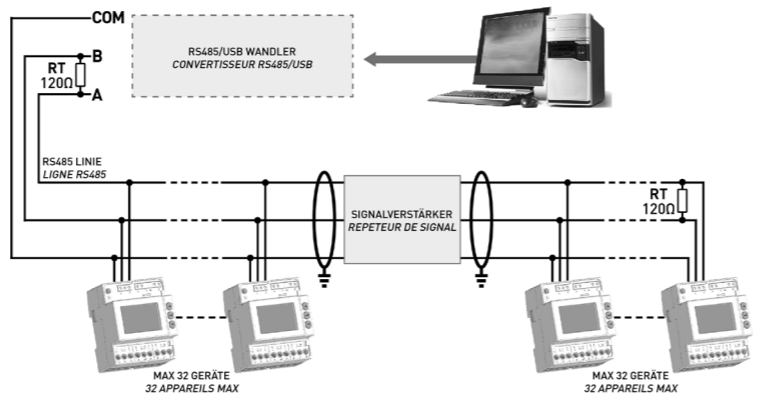 COM
RS485/USB WANDLER
CONVERTISSEUR RS485/USB
B
RT
120Ω
A
RS485 LINIE
LIGNE RS485
SIGNALVERSTÄRKER
REPETEUR DE SIGNAL
RT
120Ω
MAX 32 GERÄTE
32 APPAREILS MAX
MAX 32 GERÄTE
32 APPAREILS MAX